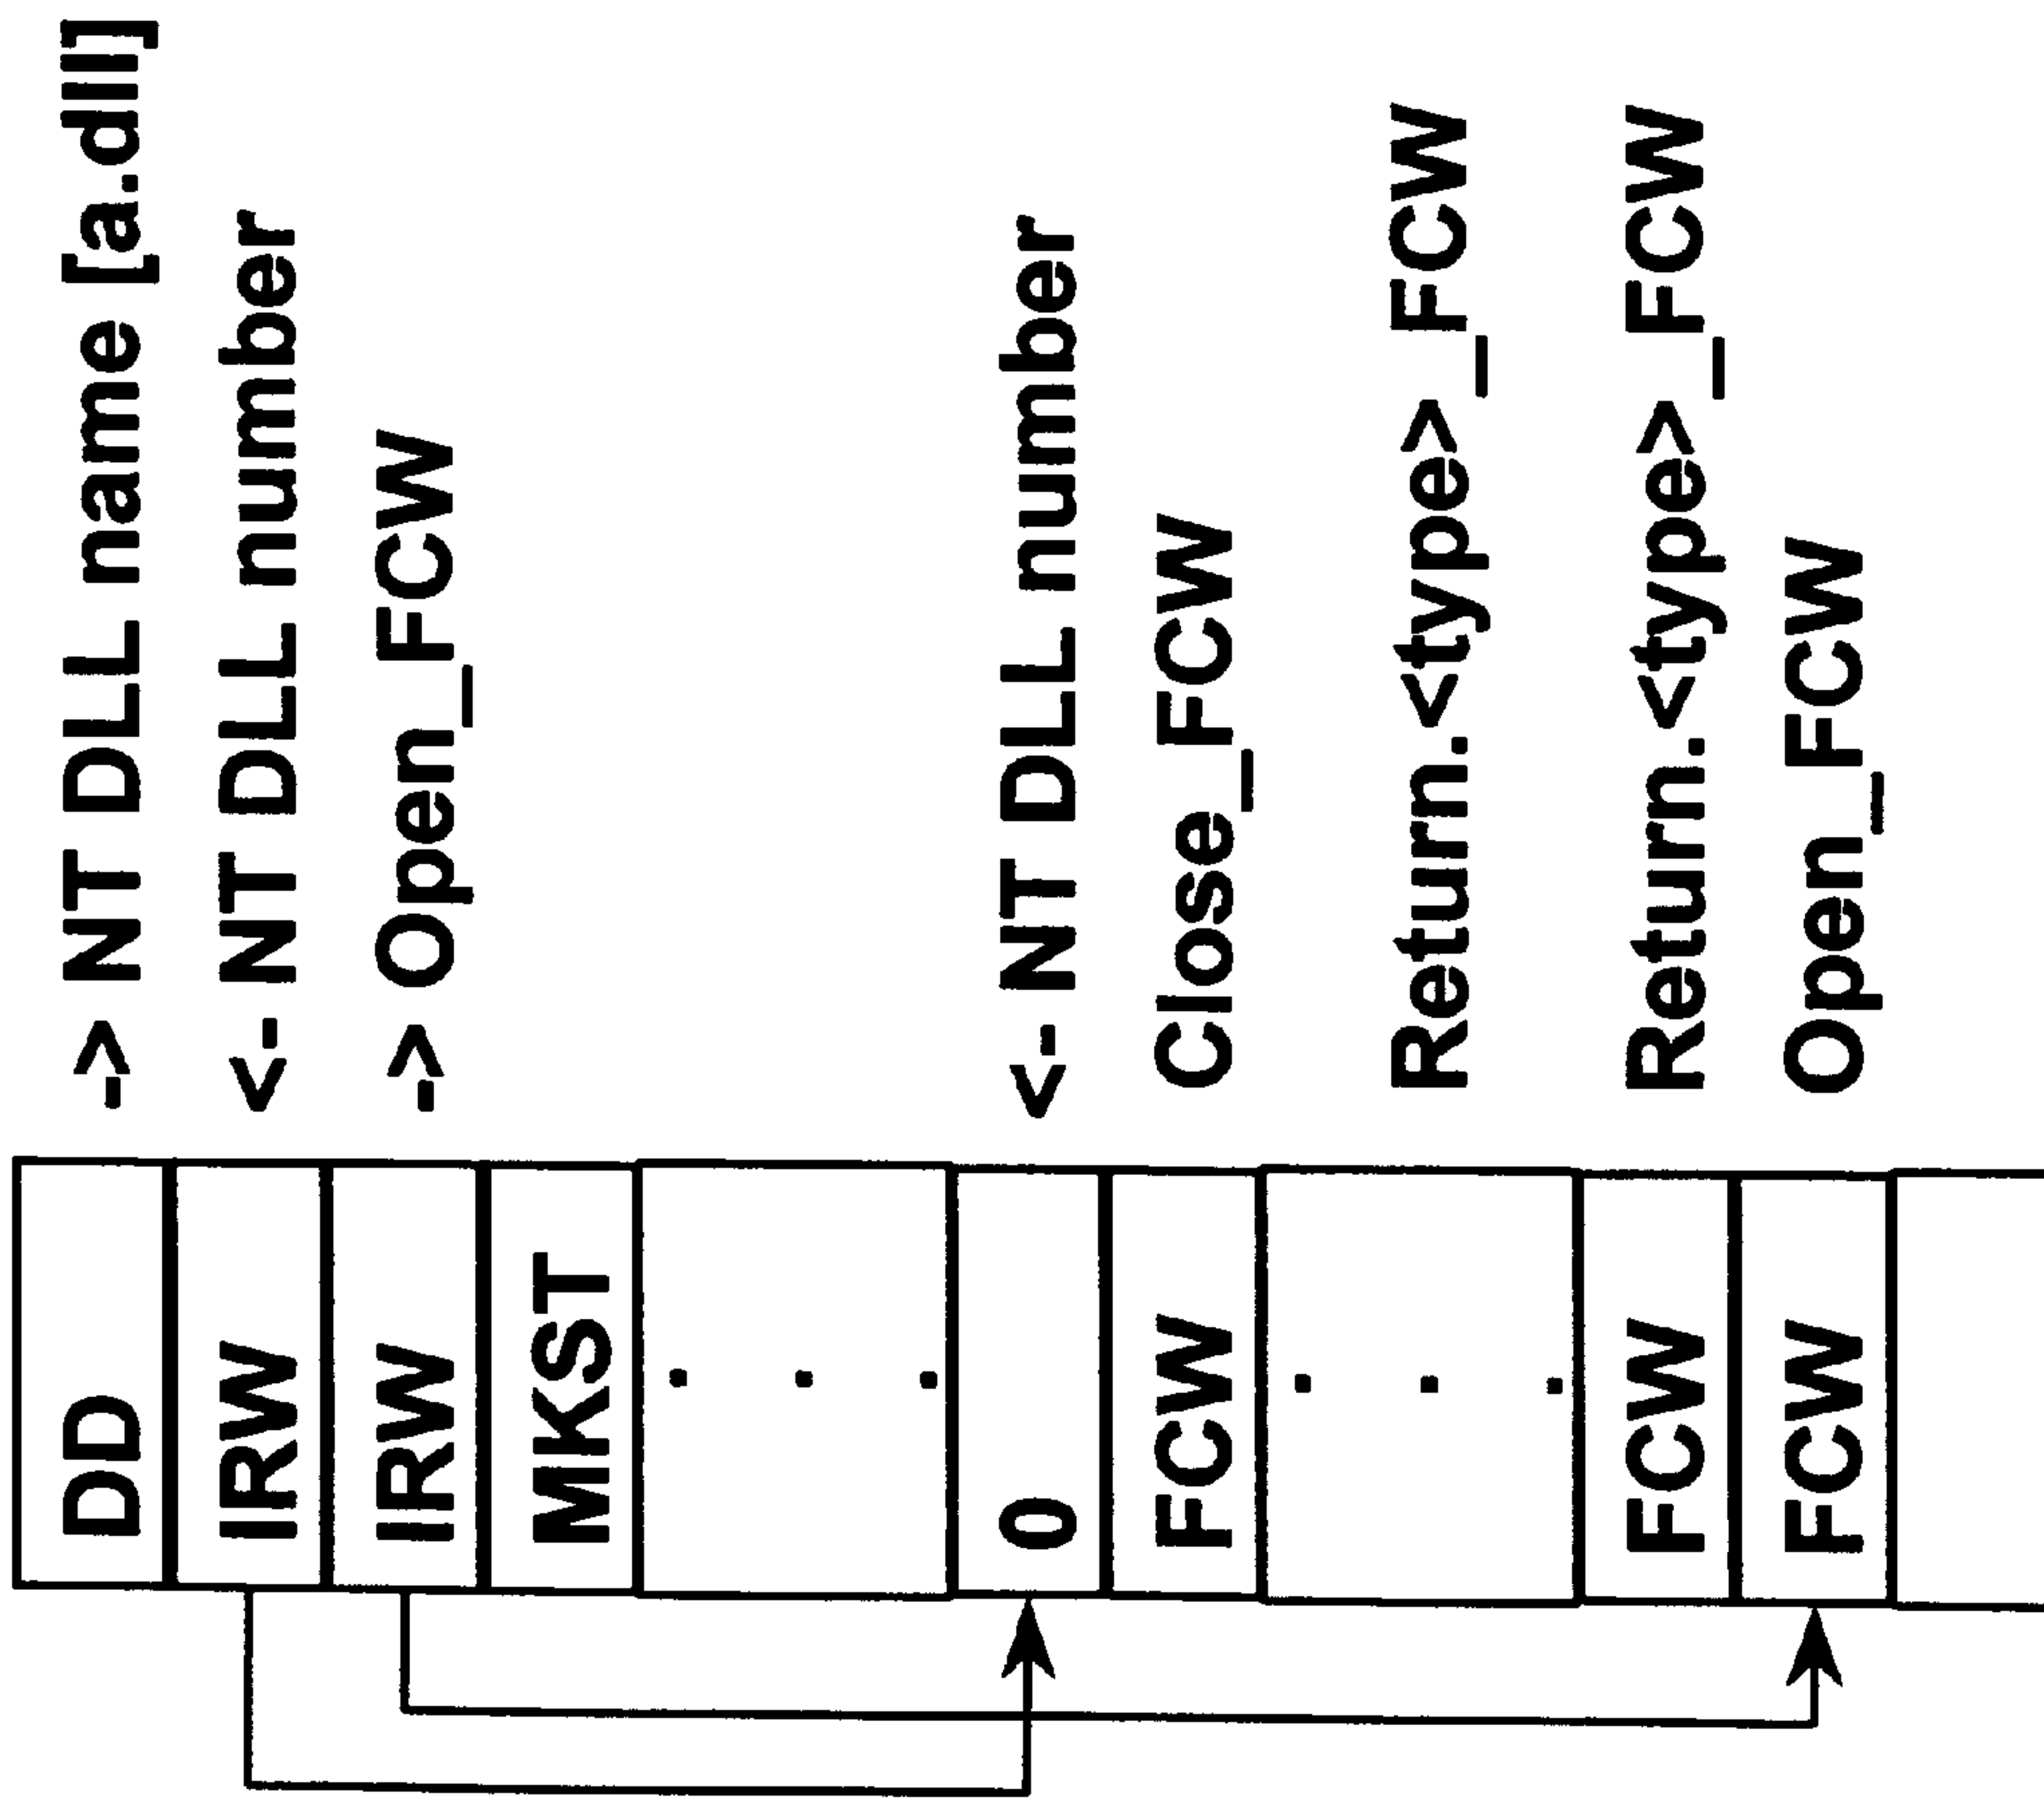 DD -> NT DLL name [a.dll]
IRW <- NT DLL number
IRW -> Open_FCW
MKST
.
.
.
0 <- NT DLL number
FCW Close_FCW
.
. Return.<type>_FCW
.
FCW Return.<type>_FCW
FCW Open_FCW